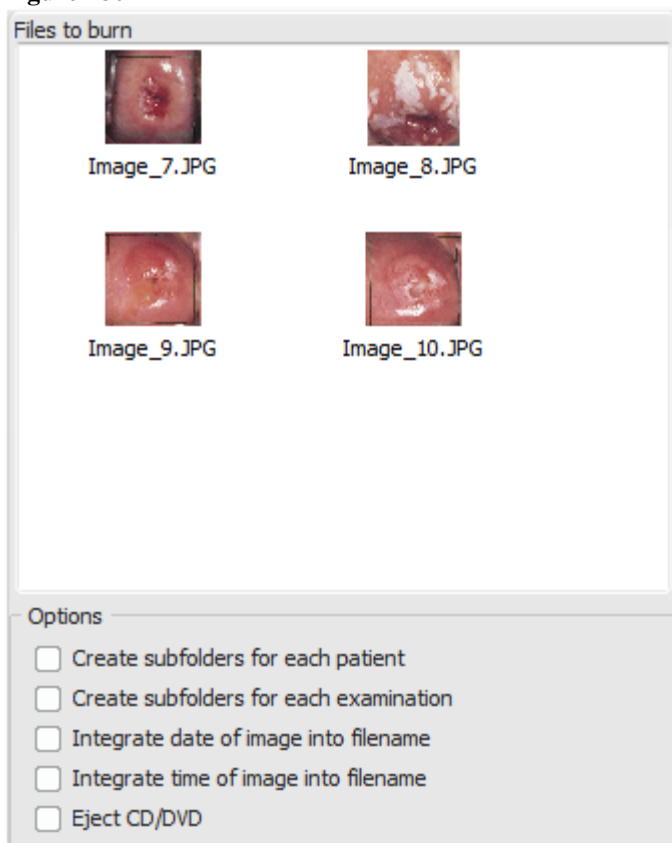 Files to burn
Image_7.JPG Image_8.JPG
Image_9.JPG Image_10.JPG
Options
Create subfolders for each patient
Create subfolders for each examination
Integrate date of image into filename
Integrate time of image into filename
Eject CD/DVD